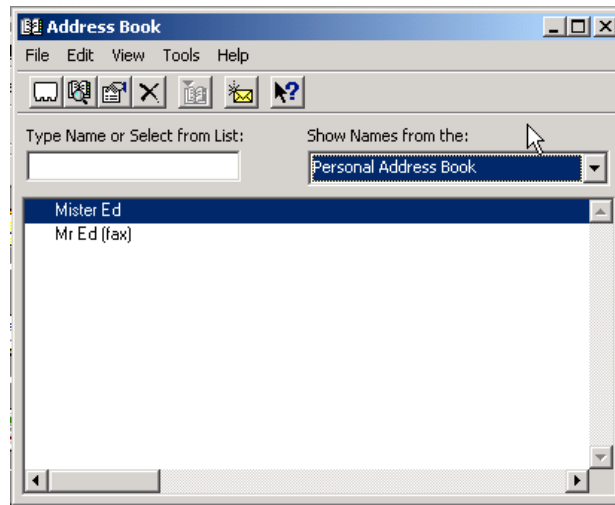 Address Book
File Edit View Tools Help
Type Name or Select from List: Show Names from the:
Personal Address Book
Mister Ed
Mr Ed (fax)